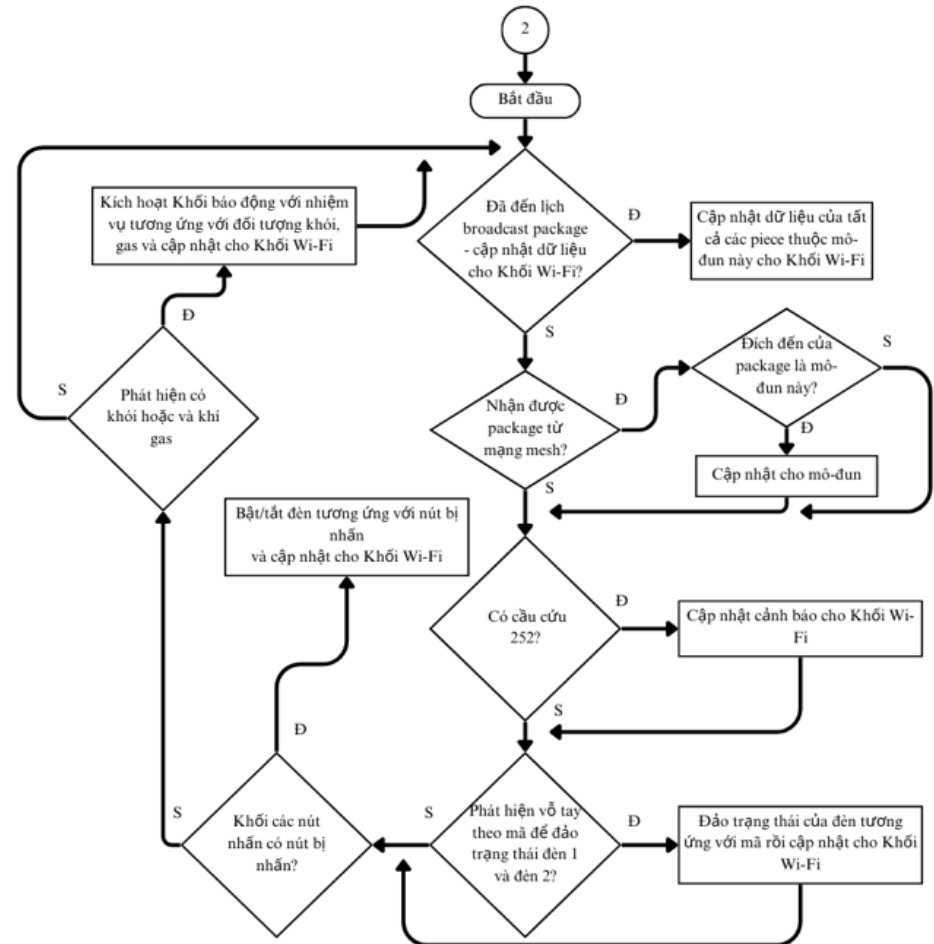 2
Bắt đầu
Kích hoạt Khối báo động với nhiệm
vụ tương ứng với đối tượng khói,
gas và cập nhật cho Khối Wi-Fi
Đã đến lịch
broadcast package
- cập nhật dữ liệu
cho Khối Wi-Fi?
Đ
Cập nhật dữ liệu của tất
cả các piece thuộc mô-
đun này cho Khối Wi-Fi
S
Đ
S
Phát hiện có
khói hoặc và khí
gas
Nhận được
package từ
mạng mesh?
Đ
Đích đến của
package là mô-
đun này?
S
Đ
Cập nhật cho mô-đun
S
Bật/tắt đèn tương ứng với nút bị
nhấn
và cập nhật cho Khối Wi-Fi
Có cầu cứu
252?
Đ
Cập nhật cảnh báo cho Khối Wi-
Fi
S
Đ
S
Khối các nút
nhấn có nút bị
nhấn?
S
Phát hiện vỗ tay
theo mã để đảo
trạng thái đèn 1
và đèn 2?
Đ
Đảo trạng thái của đèn tương
ứng với mã rồi cập nhật cho Khối
Wi-Fi